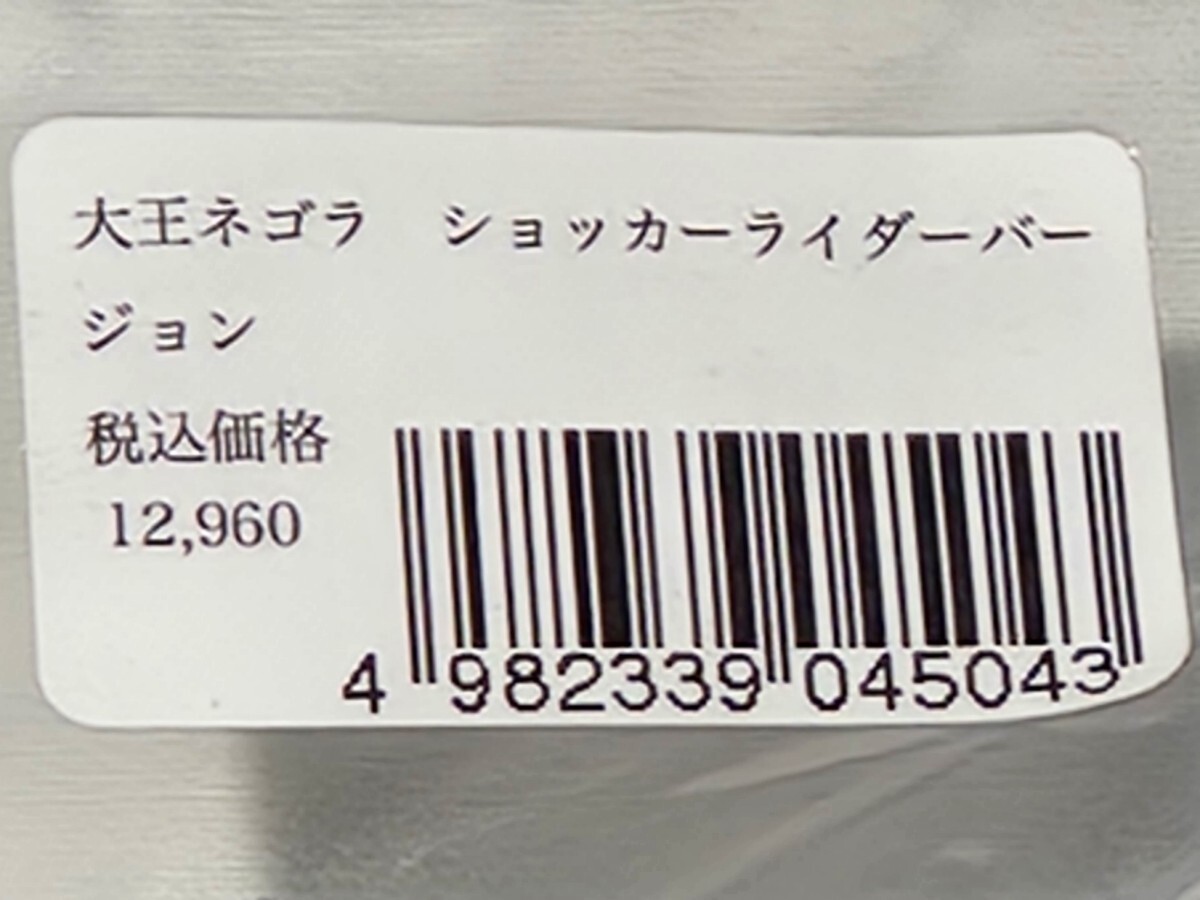 大王ネゴラ　ショッカーライダーバー
ジョン
税込価格
12,960
4 982339 045043